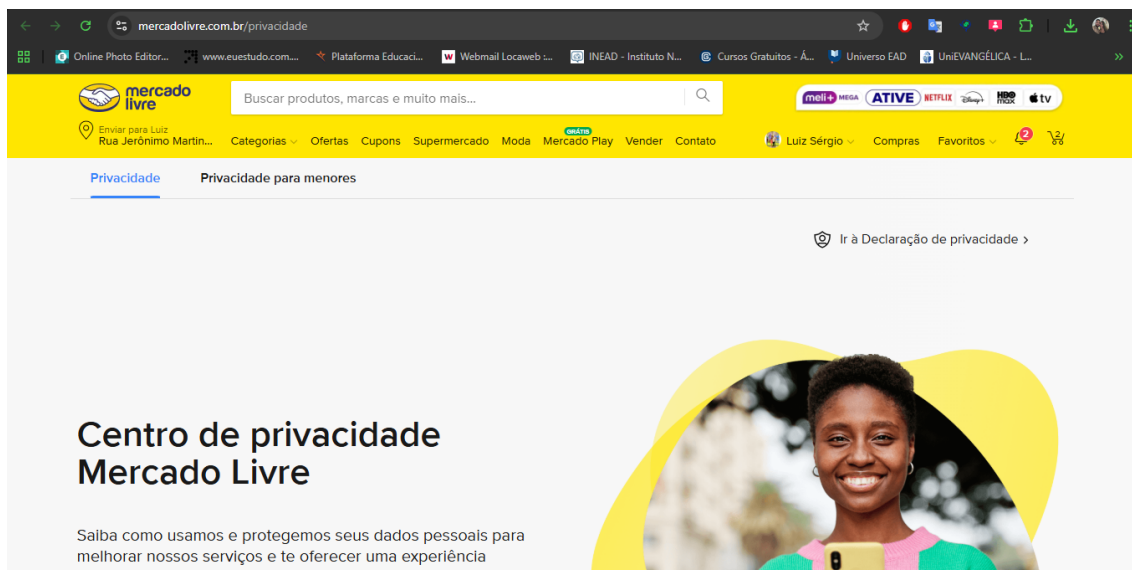 mercadolivre.com.br/privacidade
Online Photo Editor... www.euestudo.com.... Plataforma Educaci... Webmail Locaweb :... INEAD - Instituto N... Cursos Gratuitos - Á... Universo EAD UniEVANGÉLICA - L... »
mercado
livre
Buscar produtos, marcas e muito mais...
meli+ MEGA ATIVE NETFLIX Disney+ HBO max tv
Enviar para Luiz
Rua Jerônimo Martin...
GRÁTIS
Categorias Ofertas Cupons Supermercado Moda Mercado Play Vender Contato Luiz Sérgio Compras Favoritos 2 2
Privacidade Privacidade para menores
Ir à Declaração de privacidade >
Centro de privacidade
Mercado Livre
Saiba como usamos e protegemos seus dados pessoais para
melhorar nossos serviços e te oferecer uma experiência